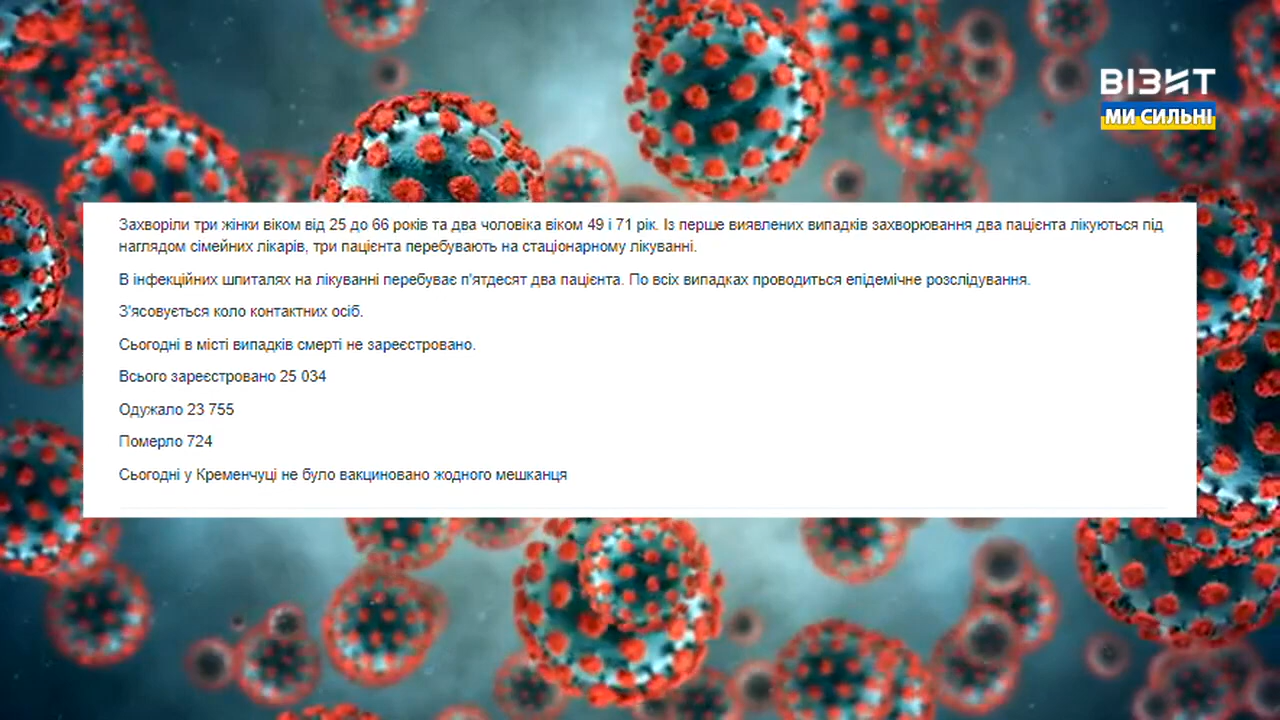 ВІЗИТ
МИ СИЛЬНІ
Захворіли три жінки віком від 25 до 66 років та два чоловіка віком 49 і 71 рік. Із перше виявлених випадків захворювання два пацієнта лікуються під
наглядом сімейних лікарів, три пацієнта перебувають на стаціонарному лікуванні.
В інфекційних шпиталях на лікуванні перебуває п'ятдесят два пацієнта. По всіх випадках проводиться епідемічне розслідування.
З'ясовується коло контактних осіб.
Сьогодні в місті випадків смерті не зареєстровано.
Всього зареєстровано 25 034
Одужало 23 755
Померло 724
Сьогодні у Кременчуці не було вакциновано жодного мешканця